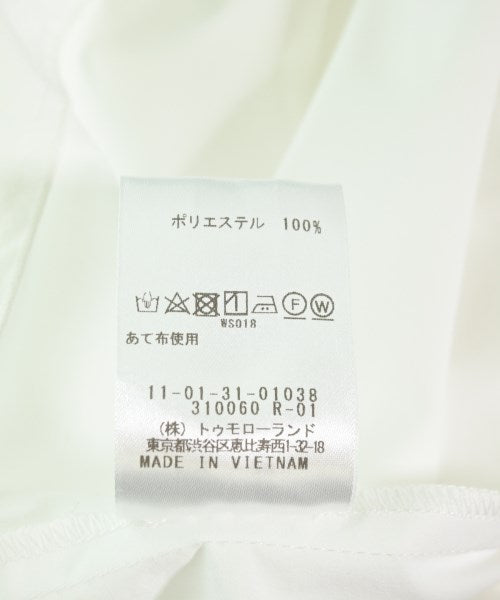 ポリエステル 100%
F W
WS018
あて布使用
11-01-31-01038
310060 R-01
(株) トゥモローランド
東京都渋谷区恵比寿西1-32-18
MADE IN VIETNAM